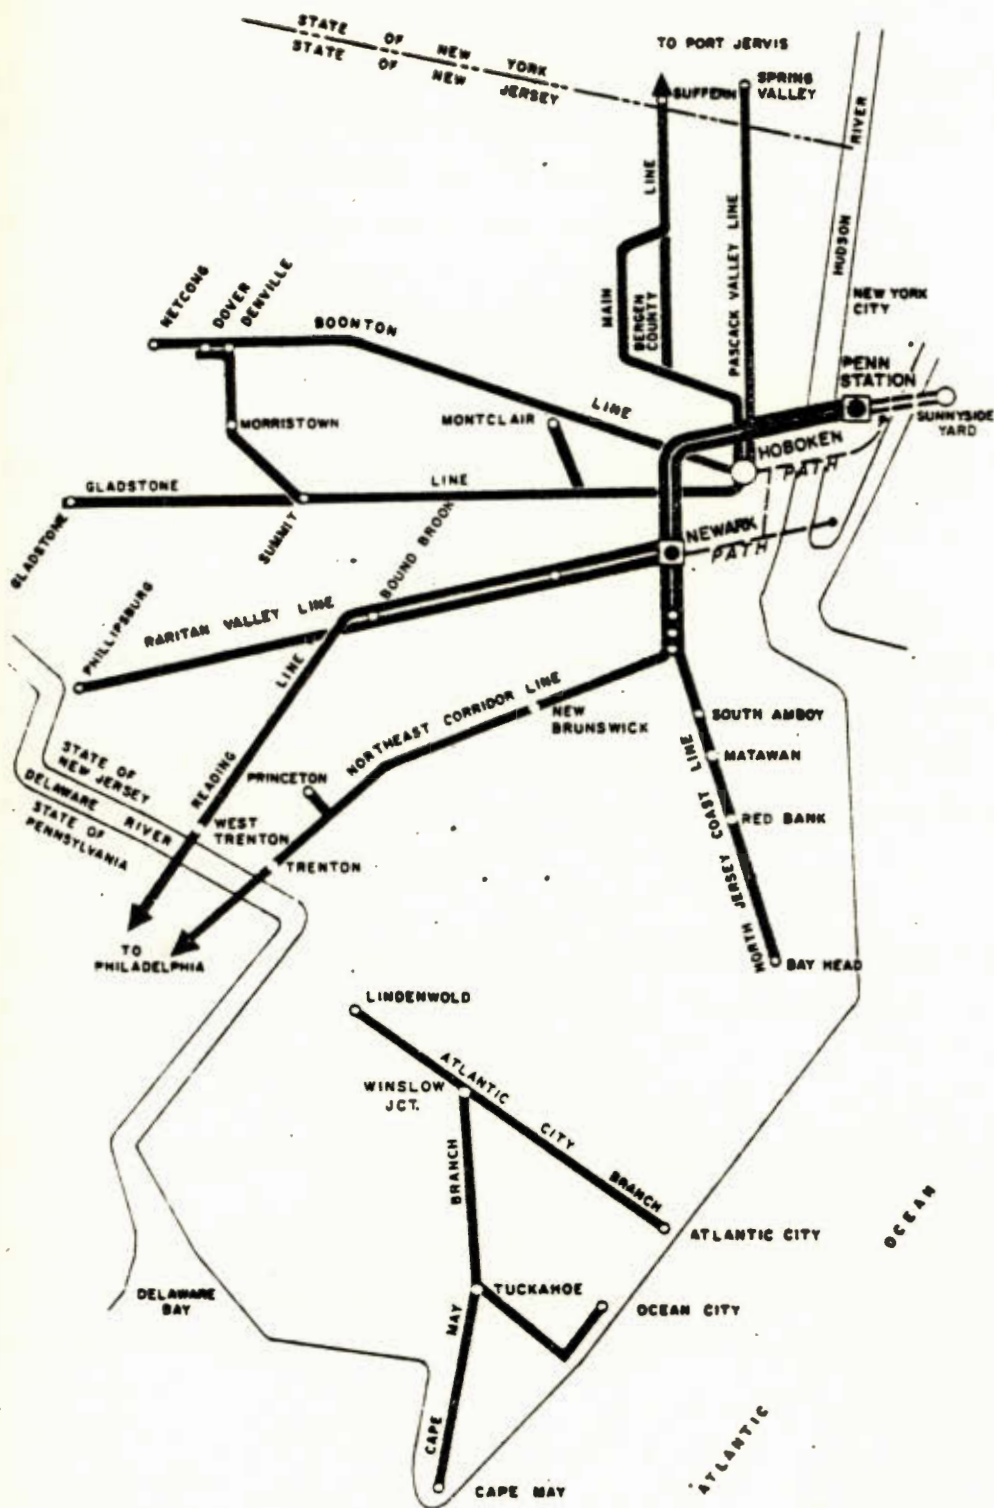 STATE OF NEW YORK
STATE OF NEW JERSEY
TO PORT JERVIS
SUFFERN
SPRING
VALLEY
RIVER
HUDSON
LINE
PASCACK VALLEY LINE
MAIN
BERGEN
COUNTY
NETCONG
DOVER
DENVILLE
BOONTON
LINE
NEW YORK
CITY
PENN
STATION
SUNNYSIDE
YARD
MORRISTOWN
MONTCLAIR
HOBOKEN
PATH
GLADSTONE
LINE
GLADSTONE
SUMMIT
BOUND BROOK
NEWARK
PATH
PHILLIPSBURG
RARITAN VALLEY LINE
LINE
READING
NORTHEAST CORRIDOR LINE
NEW
BRUNSWICK
SOUTH AMBOY
MATAWAN
RED BANK
NORTH JERSEY COAST LINE
BAY HEAD
STATE OF
NEW JERSEY
DELAWARE RIVER
STATE OF
PENNSYLVANIA
PRINCETON
WEST
TRENTON
TRENTON
TO
PHILADELPHIA
LINDENWOLD
WINSLOW
JCT.
ATLANTIC CITY BRANCH
BRANCH
ATLANTIC CITY
OCEAN
DELAWARE
BAY
TUCKAHOE
OCEAN CITY
MAY
CAPE
CAPE MAY
ATLANTIC